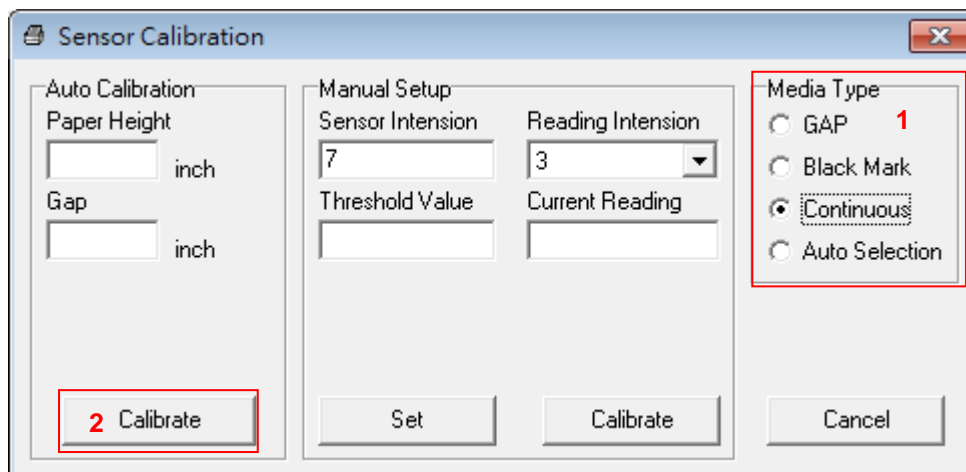 Sensor Calibration
Auto Calibration
Paper Height
inch
Gap
inch
2 Calibrate
Manual Setup
Sensor Intension Reading Intension
7 3
Threshold Value Current Reading
Set Calibrate
Media Type
GAP 1
Black Mark
Continuous
Auto Selection
Cancel